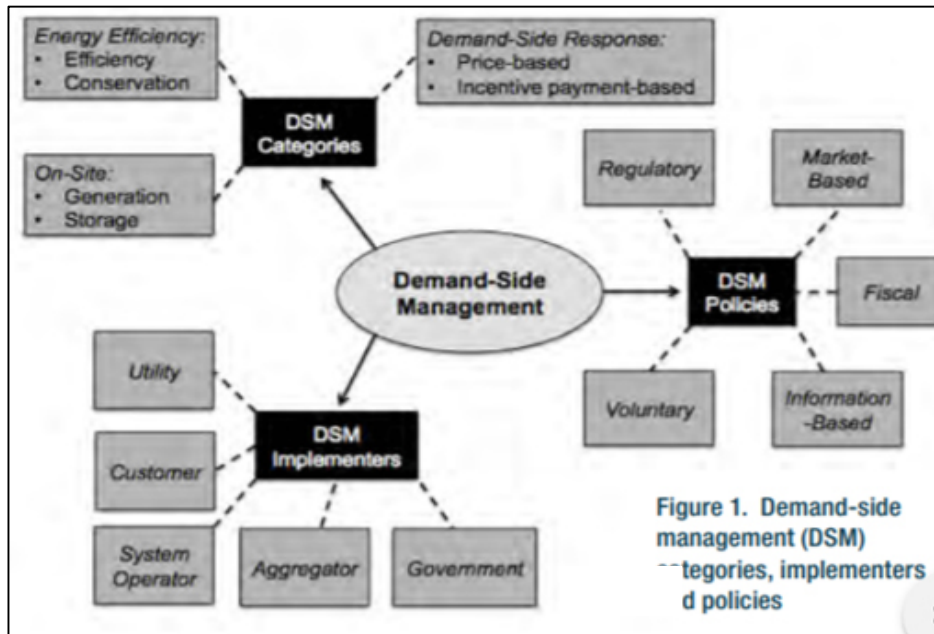 Energy Efficiency:
• Efficiency
• Conservation
Demand-Side Response:
• Price-based
• Incentive payment-based
DSM
Categories
On-Site:
• Generation
• Storage
Regulatory
Market-
Based
Demand-Side
Management
DSM
Policies
Fiscal
Voluntary
Information
-Based
Utility
Customer
DSM
Implementers
System
Operator
Aggregator
Government
Figure 1. Demand-side
management (DSM)
tegories, implementers
d policies